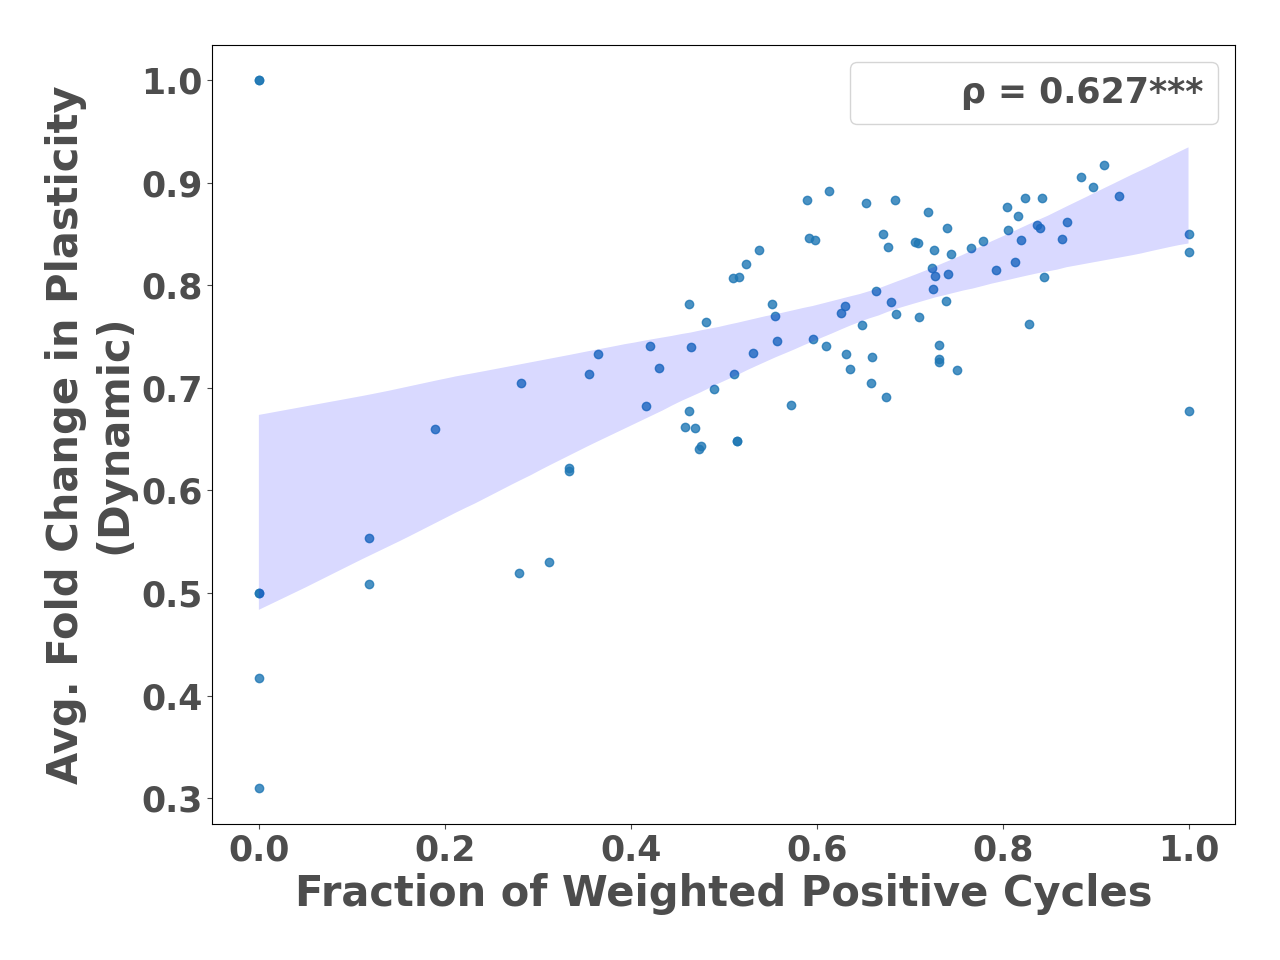 Avg. Fold Change in Plasticity
(Dynamic)
1.0
0.9
0.8
0.7
0.6
0.5
0.4
0.3
ρ = 0.627***
0.0 0.2 0.4 0.6 0.8 1.0
Fraction of Weighted Positive Cycles